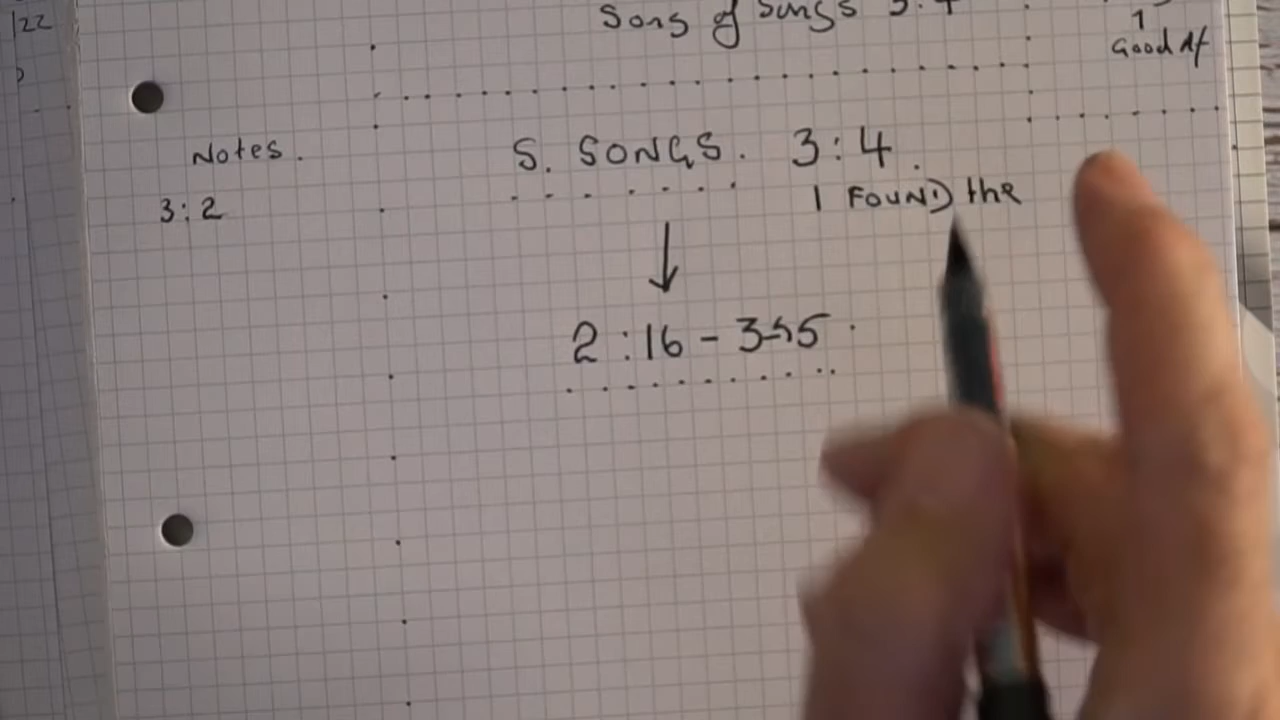 122
Song of Songs 3:4
1
Good Af
Notes.
S. SONGS. 3:4.
3:2
I FOUND the
2:16-3:5